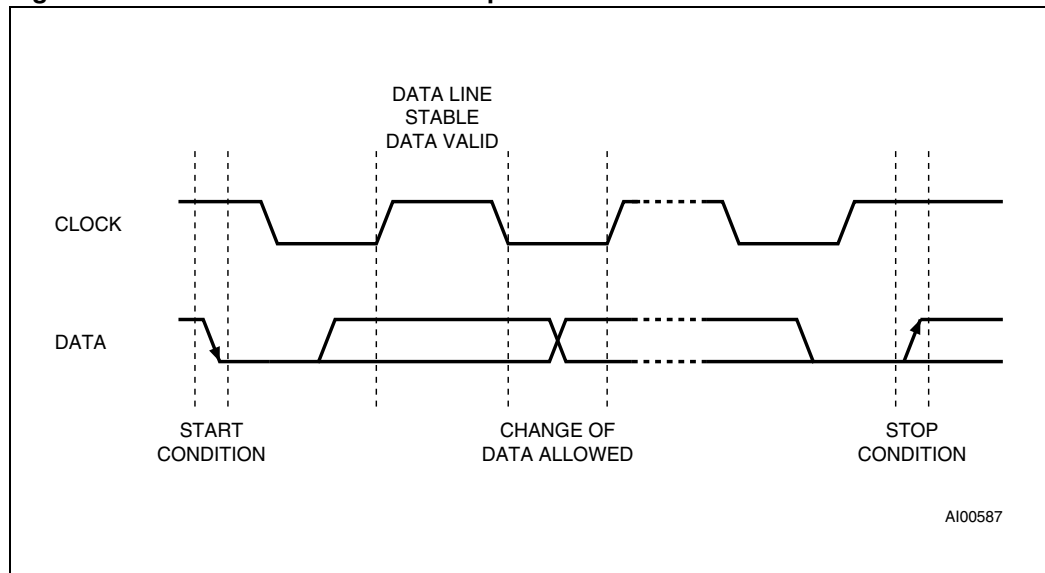 DATA LINE
STABLE
DATA VALID
CLOCK
DATA
START
CONDITION
CHANGE OF
DATA ALLOWED
STOP
CONDITION
AI00587